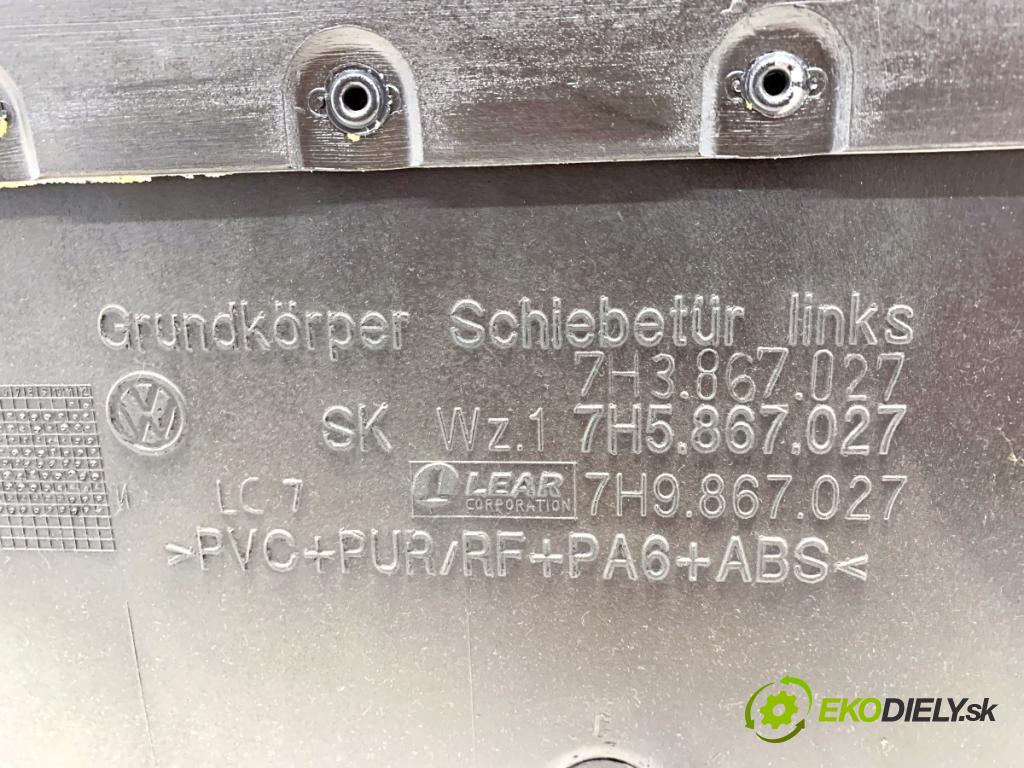 Grundkörper Schiebetür links
7H3.867.027
SK Wz.1 7H5.867.027
LC 7 LEAR CORPORATION 7H9.867.027
>PVC+PUR/RF+PA6+ABS<
EKODIELY.sk